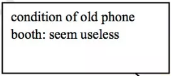 condition of old phone
booth: seem useless